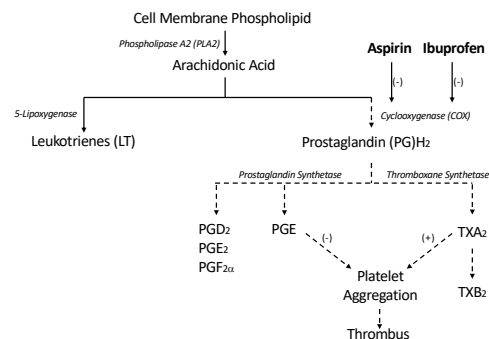 Cell Membrane Phospholipid
Phospholipase A2 (PLA2)
Aspirin Ibuprofen
Arachidonic Acid
(-) (-)
5-Lipoxygenase
Cyclooxygenase (COX)
Leukotrienes (LT)
Prostaglandin (PG)H2
Prostaglandin Synthetase Thromboxane Synthetase
PGD2 PGE (-) (+) TXA2
PGE2
PGF2α
Platelet
Aggregation
TXB2
Thrombus